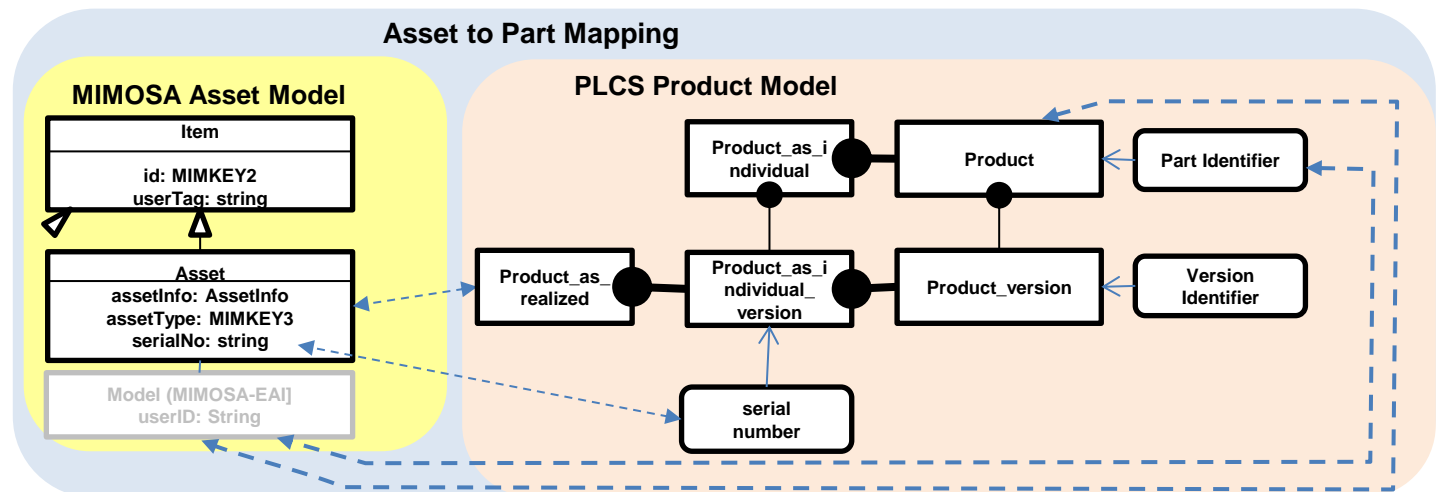 Asset to Part Mapping
MIMOSA Asset Model
Item
id: MIMKEY2
userTag: string
Asset
assetInfo: AssetInfo
assetType: MIMKEY3
serialNo: string
Model (MIMOSA-EAI]
userID: String
PLCS Product Model
Product_as_i
ndividual
Product
Part Identifier
Product_as_
realized
Product_as_i
ndividual_
version
Product_version
Version
Identifier
serial
number